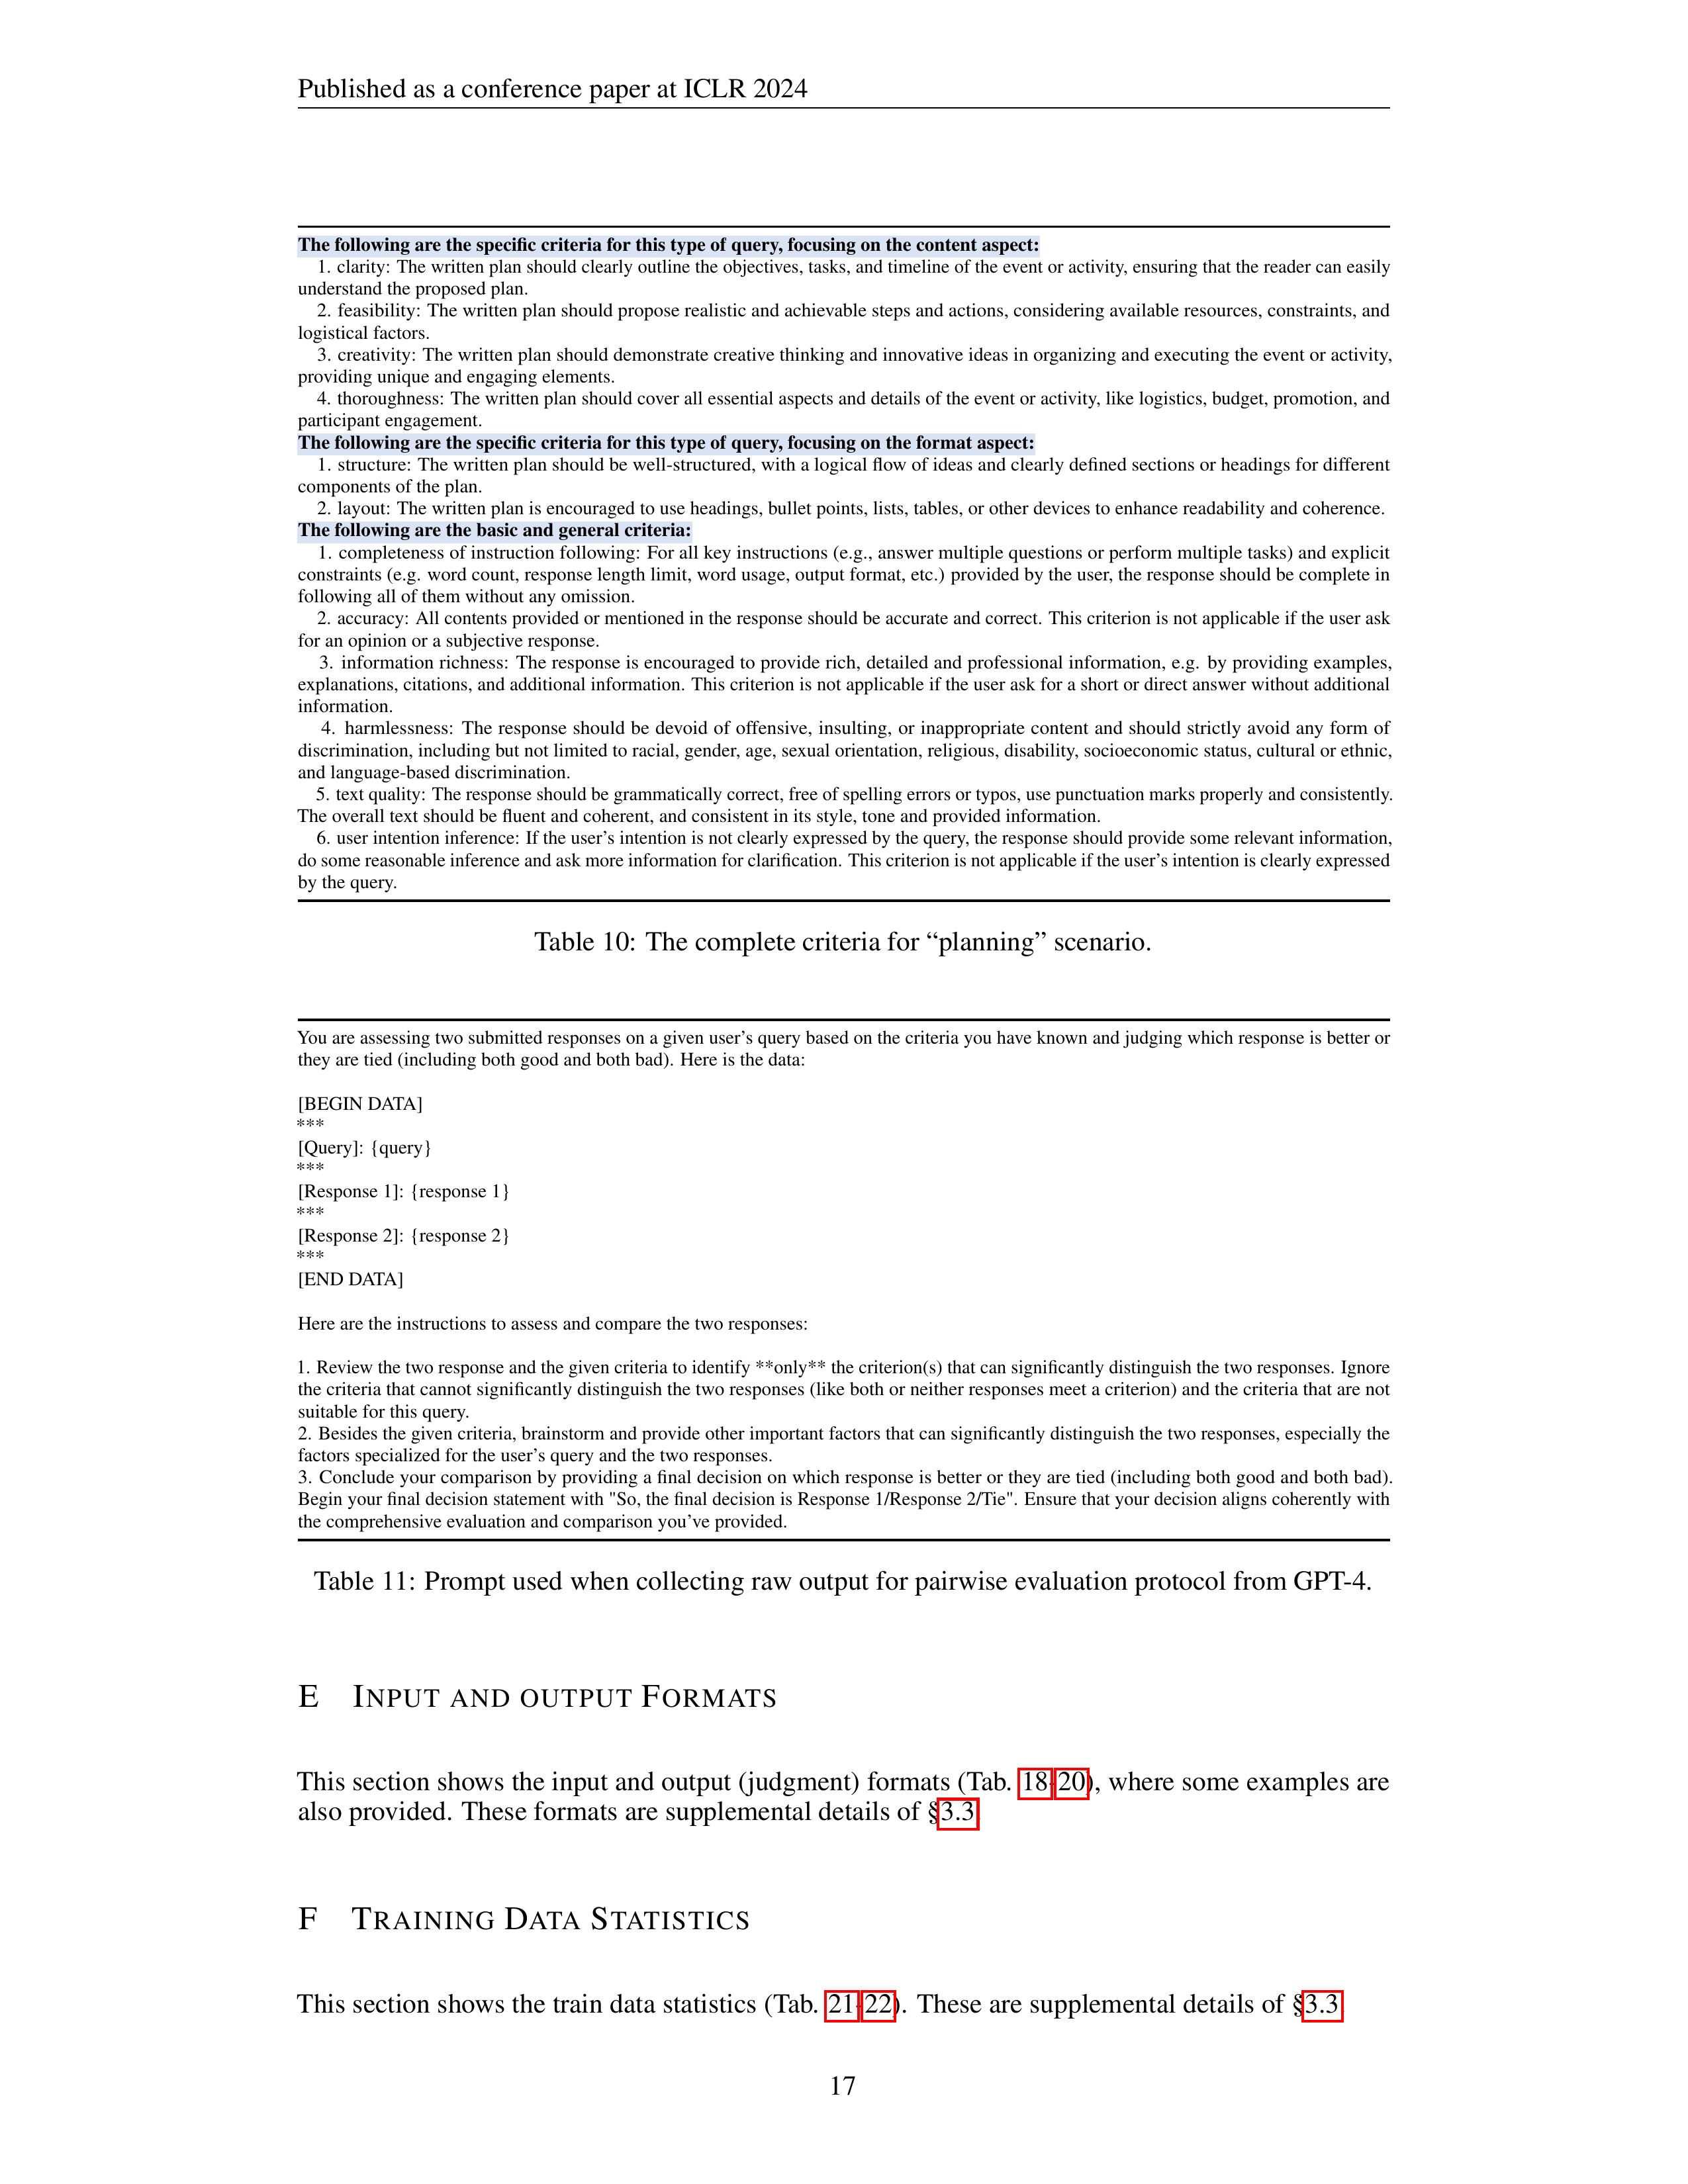 Published as a conference paper at ICLR 2024
The following are the specific criteria for this type of query, focusing on the content aspect:
1. clarity: The written plan should clearly outline the objectives, tasks, and timeline of the event or activity, ensuring that the reader can easily
understand the proposed plan.
2. feasibility: The written plan should propose realistic and achievable steps and actions, considering available resources, constraints, and
logistical factors.
3. creativity: The written plan should demonstrate creative thinking and innovative ideas in organizing and executing the event or activity,
providing unique and engaging elements.
4. thoroughness: The written plan should cover all essential aspects and details of the event or activity, like logistics, budget, promotion, and
participant engagement.
The following are the specific criteria for this type of query, focusing on the format aspect:
1. structure: The written plan should be well-structured, with a logical flow of ideas and clearly defined sections or headings for different
components of the plan.
2. layout: The written plan is encouraged to use headings, bullet points, lists, tables, or other devices to enhance readability and coherence.
The following are the basic and general criteria:
1. completeness of instruction following: For all key instructions (e.g., answer multiple questions or perform multiple tasks) and explicit
constraints (e.g. word count, response length limit, word usage, output format, etc.) provided by the user, the response should be complete in
following all of them without any omission.
2. accuracy: All contents provided or mentioned in the response should be accurate and correct. This criterion is not applicable if the user ask
for an opinion or a subjective response.
3. information richness: The response is encouraged to provide rich, detailed and professional information, e.g. by providing examples,
explanations, citations, and additional information. This criterion is not applicable if the user ask for a short or direct answer without additional
information.
4. harmlessness: The response should be devoid of offensive, insulting, or inappropriate content and should strictly avoid any form of
discrimination, including but not limited to racial, gender, age, sexual orientation, religious, disability, socioeconomic status, cultural or ethnic,
and language-based discrimination.
5. text quality: The response should be grammatically correct, free of spelling errors or typos, use punctuation marks properly and consistently.
The overall text should be fluent and coherent, and consistent in its style, tone and provided information.
6. user intention inference: If the user's intention is not clearly expressed by the query, the response should provide some relevant information,
do some reasonable inference and ask more information for clarification. This criterion is not applicable if the user's intention is clearly expressed
by the query.
Table 10: The complete criteria for “planning” scenario.
You are assessing two submitted responses on a given user's query based on the criteria you have known and judging which response is better or
they are tied (including both good and both bad). Here is the data:
[BEGIN DATA]
***
[Query]: {query}
***
[Response 1]: {response 1}
***
[Response 2]: {response 2}
***
[END DATA]
Here are the instructions to assess and compare the two responses:
1. Review the two response and the given criteria to identify **only** the criterion(s) that can significantly distinguish the two responses. Ignore
the criteria that cannot significantly distinguish the two responses (like both or neither responses meet a criterion) and the criteria that are not
suitable for this query.
2. Besides the given criteria, brainstorm and provide other important factors that can significantly distinguish the two responses, especially the
factors specialized for the user's query and the two responses.
3. Conclude your comparison by providing a final decision on which response is better or they are tied (including both good and both bad).
Begin your final decision statement with "So, the final decision is Response 1/Response 2/Tie". Ensure that your decision aligns coherently with
the comprehensive evaluation and comparison you've provided.
Table 11: Prompt used when collecting raw output for pairwise evaluation protocol from GPT-4.
E INPUT AND OUTPUT FORMATS
This section shows the input and output (judgment) formats (Tab. 18-20), where some examples are
also provided. These formats are supplemental details of §3.3
F TRAINING DATA STATISTICS
This section shows the train data statistics (Tab. 21-22). These are supplemental details of §3.3
17